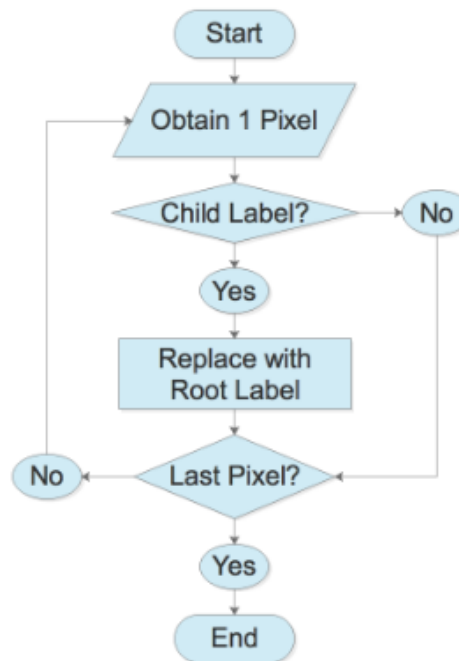 Start
Obtain 1 Pixel
Child Label?
No
Yes
Replace with
Root Label
No
Last Pixel?
Yes
End